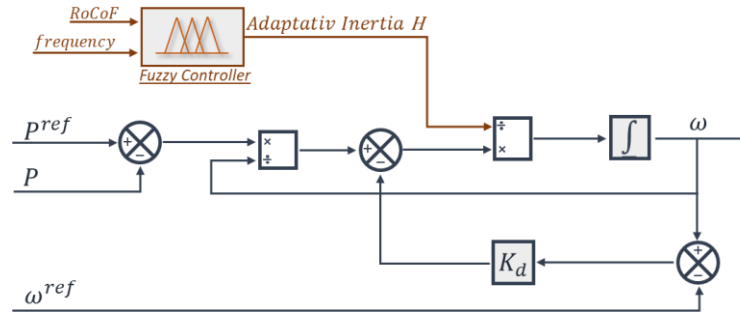 RoCoF
Adaptativ Inertia H
frequency
Fuzzy Controller
P^{ref}
+
−
×
÷
+
−
÷
×
∫
ω
P
K_d
+
−
ω^{ref}